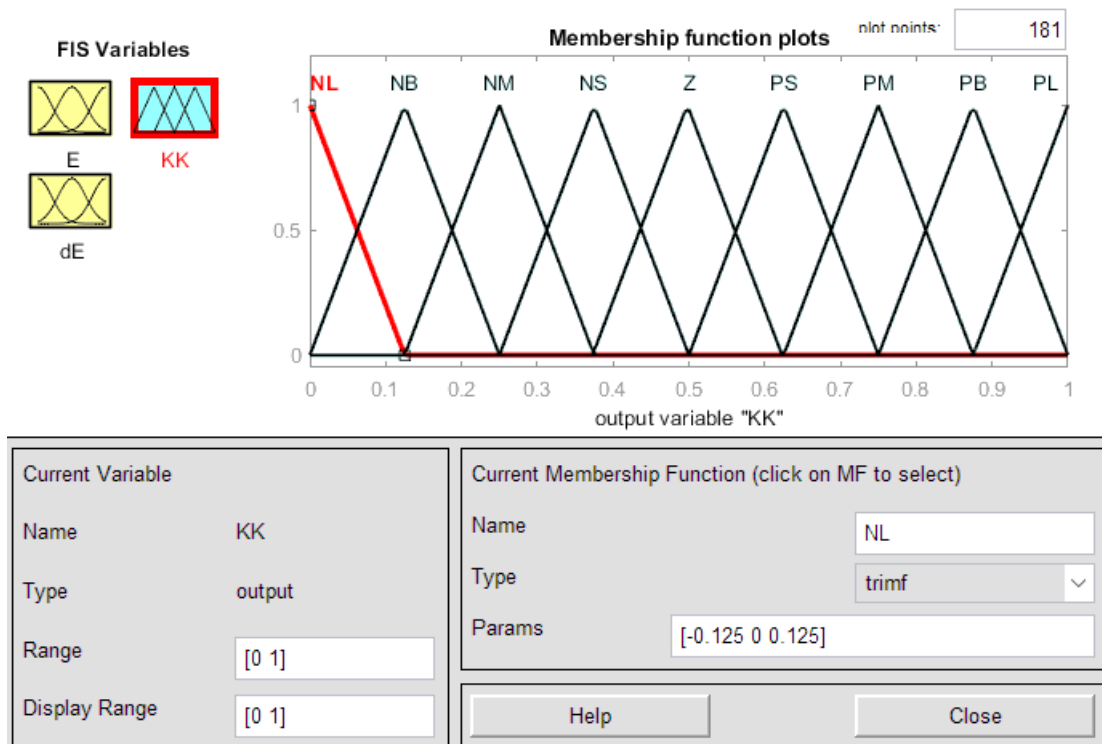 FIS Variables
E
KK
dE
Membership function plots
plot points:
181
NL NB NM NS Z PS PM PB PL
1
0.5
0
0 0.1 0.2 0.3 0.4 0.5 0.6 0.7 0.8 0.9 1
output variable "KK"
Current Variable
Name KK
Type output
Range [0 1]
Display Range [0 1]
Current Membership Function (click on MF to select)
Name NL
Type trimf
Params [-0.125 0 0.125]
Help Close